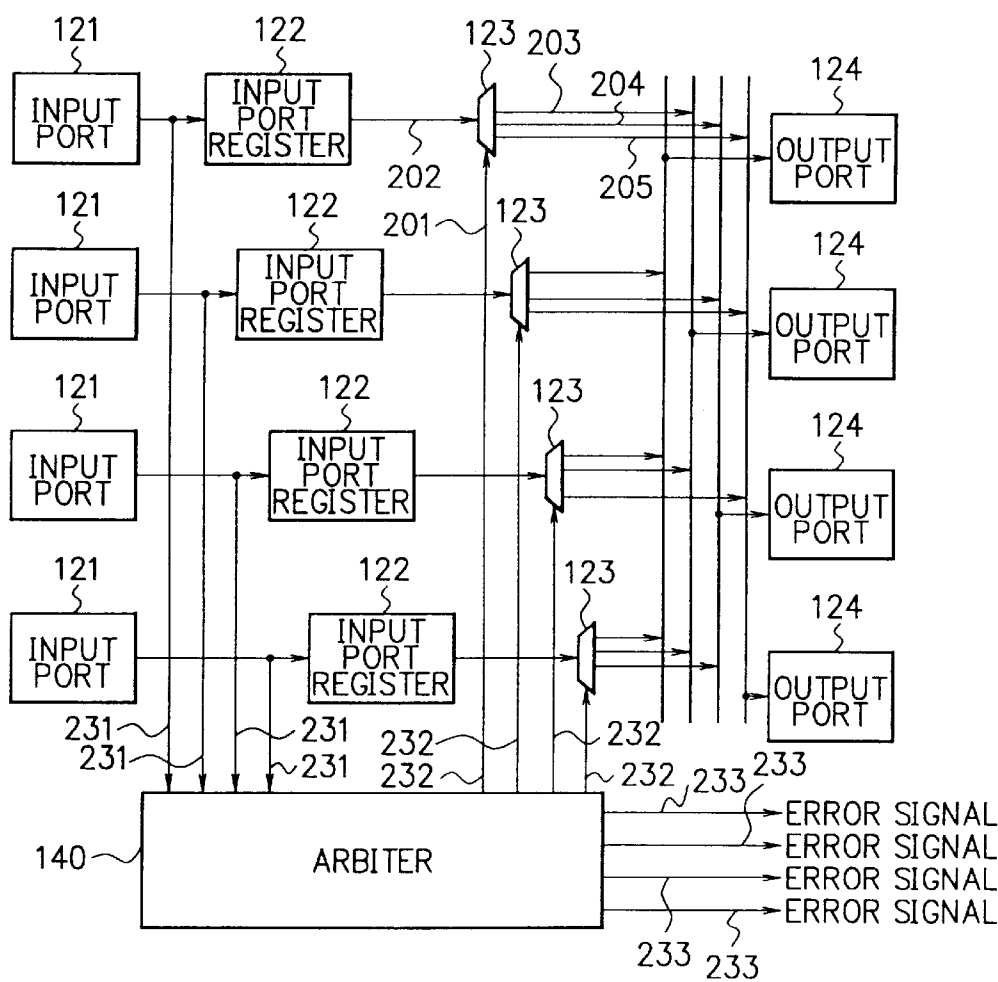 121
122
123
203
204
124
INPUT
PORT
INPUT
PORT
REGISTER
202
205
OUTPUT
PORT
121
122
201
123
124
INPUT
PORT
INPUT
PORT
REGISTER
OUTPUT
PORT
121
122
123
124
INPUT
PORT
INPUT
PORT
REGISTER
OUTPUT
PORT
121
122
123
124
INPUT
PORT
INPUT
PORT
REGISTER
OUTPUT
PORT
231
231
231
231
232
232
232
232
233
233
ERROR SIGNAL
ERROR SIGNAL
ERROR SIGNAL
ERROR SIGNAL
140
ARBITER
233
233